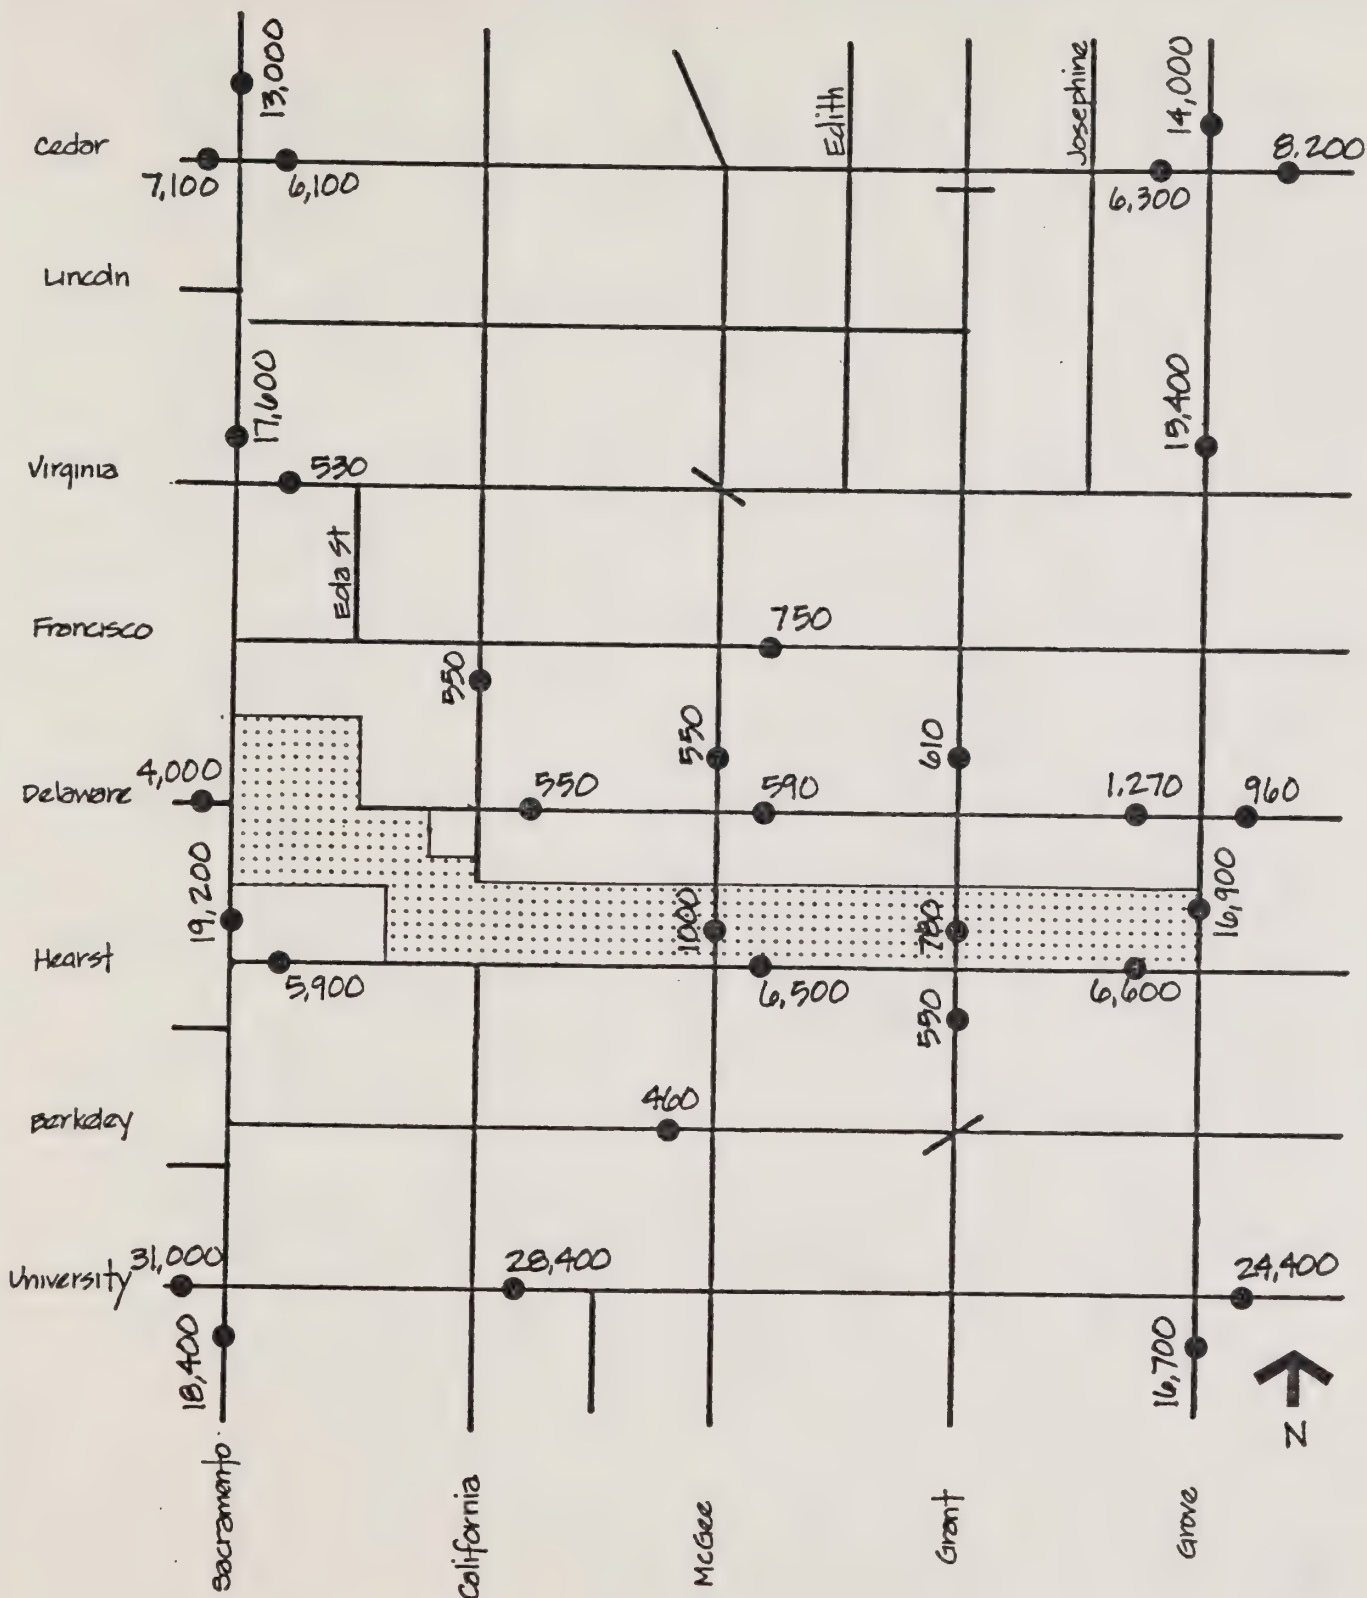 13,000
Edith
Josephine
14,000
Cedar
7,100
6,100
6,300
8,200
Lincoln
17,600
15,400
Virginia
530
Eda St
Francisco
750
550
550
610
Delaware
4,000
550
590
1,270
960
19,200
1000
780
16,900
Hearst
5,900
6,500
6,600
550
Berkeley
460
University
31,000
28,400
24,400
18,400
16,700
N
Sacramento
California
McGee
Grant
Grove